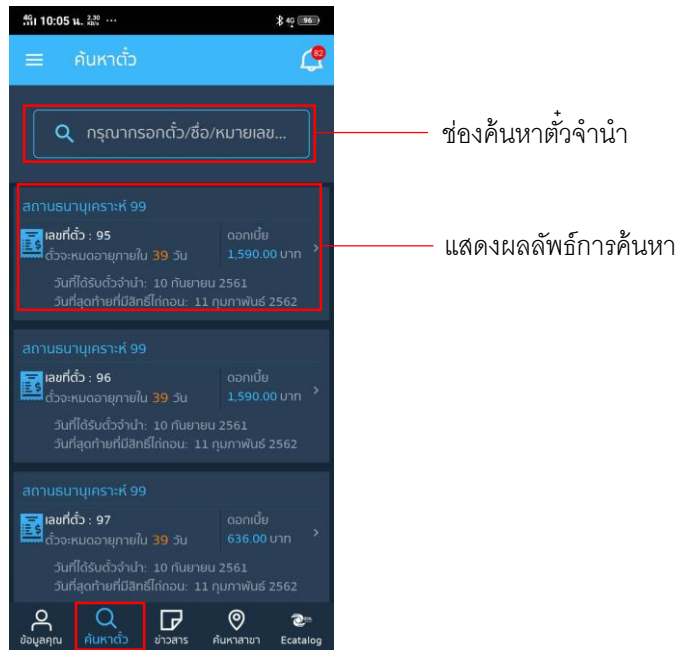 4G 10:05 น. 2.30 KB/s ... 4G 96
ค้นหาตั๋ว
82
กรุณากรอกตั๋ว/ชื่อ/หมายเลข...
ช่องค้นหาตั๋วจำนำ
สถานธนานุเคราะห์ 99
เลขที่ตั๋ว : 95
ดอกเบี้ย
ตั๋วจะหมดอายุภายใน 39 วัน
1,590.00 บาท
แสดงผลลัพธ์การค้นหา
วันที่ได้รับตั๋วจำนำ: 10 กันยายน 2561
วันที่สุดท้ายที่มีสิทธิ์ไถ่ถอน: 11 กุมภาพันธ์ 2562
สถานธนานุเคราะห์ 99
เลขที่ตั๋ว : 96
ดอกเบี้ย
ตั๋วจะหมดอายุภายใน 39 วัน
1,590.00 บาท
วันที่ได้รับตั๋วจำนำ: 10 กันยายน 2561
วันที่สุดท้ายที่มีสิทธิ์ไถ่ถอน: 11 กุมภาพันธ์ 2562
สถานธนานุเคราะห์ 99
เลขที่ตั๋ว : 97
ดอกเบี้ย
ตั๋วจะหมดอายุภายใน 39 วัน
636.00 บาท
วันที่ได้รับตั๋วจำนำ: 10 กันยายน 2561
วันที่สุดท้ายที่มีสิทธิ์ไถ่ถอน: 11 กุมภาพันธ์ 2562
ข้อมูลคุณ ค้นหาตั๋ว ข่าวสาร ค้นหาสาขา Ecatalog